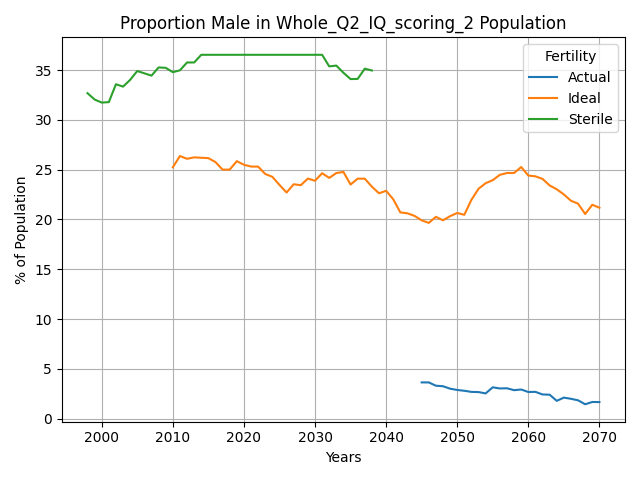 Proportion Male in Whole_Q2_IQ_scoring_2 Population
Fertility
Actual
Ideal
Sterile
% of Population
35
30
25
20
15
10
5
0
2000 2010 2020 2030 2040 2050 2060 2070
Years